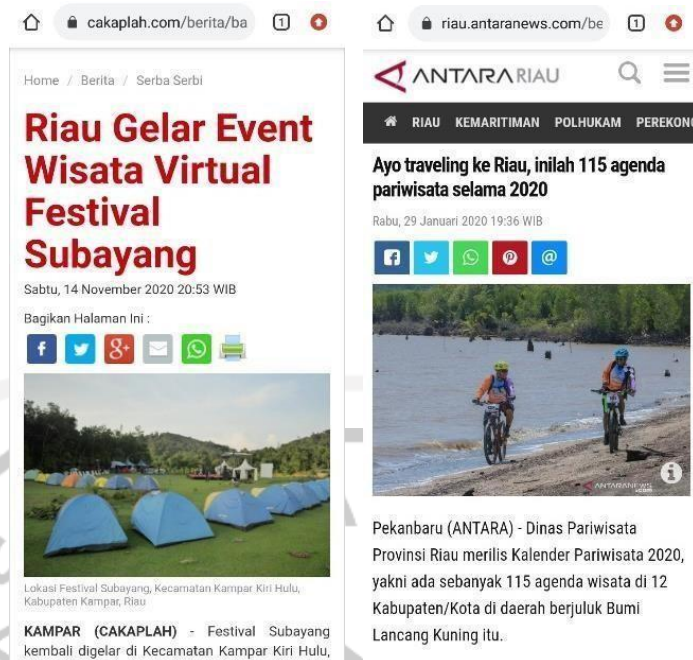 cakaplah.com/berita/ba
1
Home / Berita / Serba Serbi
Riau Gelar Event
Wisata Virtual
Festival
Subayang
Sabtu, 14 November 2020 20:53 WIB
Bagikan Halaman Ini :
Lokasi Festival Subayang, Kecamatan Kampar Kiri Hulu,
Kabupaten Kampar, Riau
KAMPAR (CAKAPLAH) - Festival Subayang
kembali digelar di Kecamatan Kampar Kiri Hulu,
riau.antaranews.com/be
1
ANTARA RIAU
RIAU KEMARITIMAN POLHUKAM PEREKON
Ayo traveling ke Riau, inilah 115 agenda
pariwisata selama 2020
Rabu, 29 Januari 2020 19:36 WIB
ANTARANEWS
Pekanbaru (ANTARA) - Dinas Pariwisata
Provinsi Riau merilis Kalender Pariwisata 2020,
yakni ada sebanyak 115 agenda wisata di 12
Kabupaten/Kota di daerah berjuluk Bumi
Lancang Kuning itu.